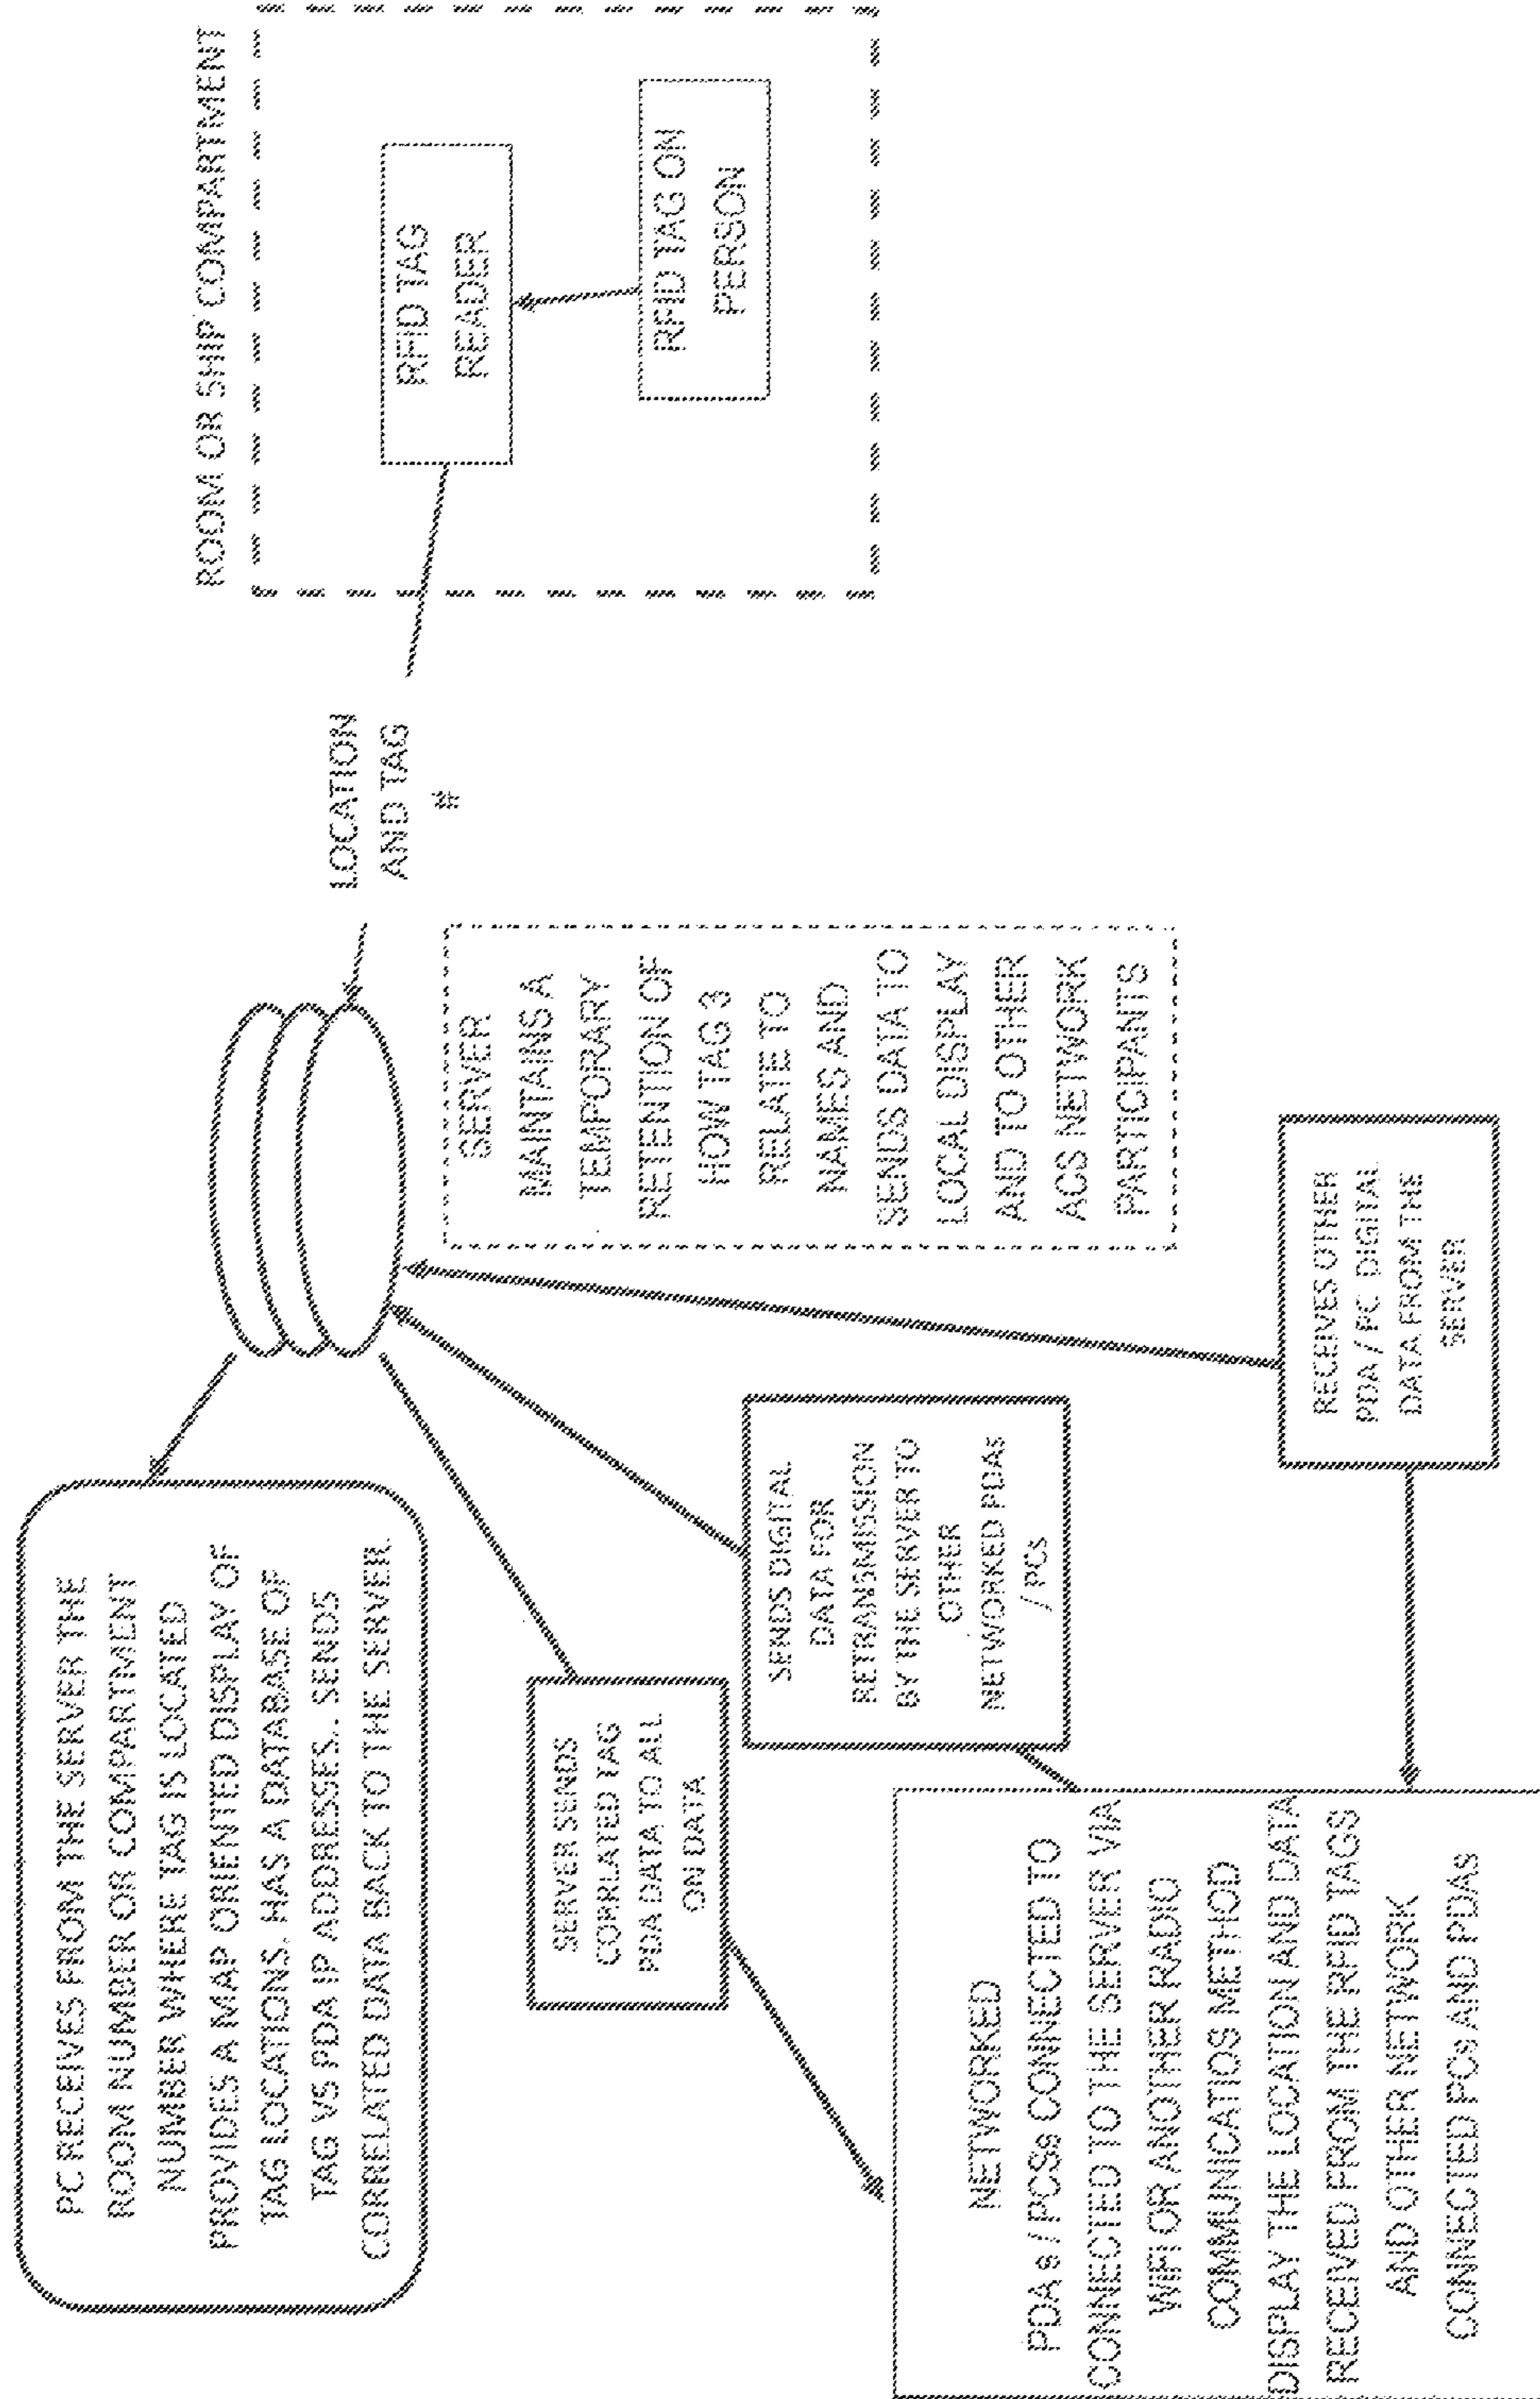 PC RECEIVES FROM THE SERVER THE
ROOM NUMBER OR COMPARTMENT
NUMBER WHERE TAG IS LOCATED
PROVIDES A MAP ORIENTED DISPLAY OF
TAG LOCATIONS. HAS A DATABASE OF
TAG VS PDA IP ADDRESSES.. SENDS
CORRELATED DATA BACK TO THE SERVER.
ROOM OR SHIP COMPARTMENT
RFID TAG
READER
RFID TAG ON
PERSON
LOCATION
AND TAG
#
SERVER
MAINTAINS A
TEMPORARY
RETENTION OF
HOW TAG 3
RELATE TO
NAMES AND
SENDS DATA TO
LOCAL DISPLAY
AND TO OTHER
ACS NETWORK
PARTICIPANTS
SERVER SENDS
CORRLATED TAG
PDA DATA TO ALL
ON DATA
SENDS DIGITAL
DATA FOR
RETRANSMISSION
BY THE SERVER TO
OTHER
NETWORKED PDAs
/ PCs
RECEIVES OTHER
PDA / PC DIGITAL
DATA FROM THE
SERVER
NETWORKED
PDA s / PCSs CONNECTED TO
CONNECTED TO THE SERVER VIA
WIFI OR ANOTHER RADIO
COMMUNICATIOS METHOD
DISPLAY THE LOCATION AND DATA
RECEIVED FROM THE RFID TAGS
AND OTHER NETWORK
CONNECTED PCs AND PDAs